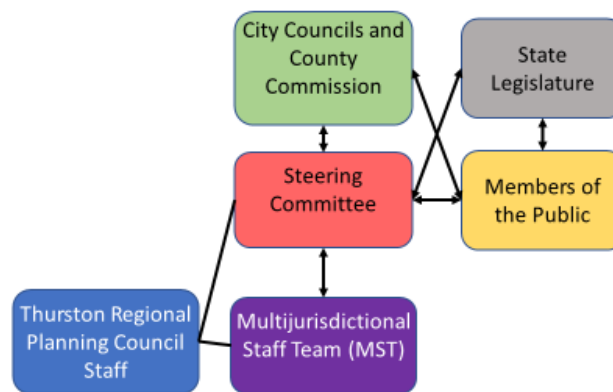 City Councils and
County
Commission
State
Legislature
Steering
Committee
Members of
the Public
Thurston Regional
Planning Council
Staff
Multijurisdictional
Staff Team (MST)